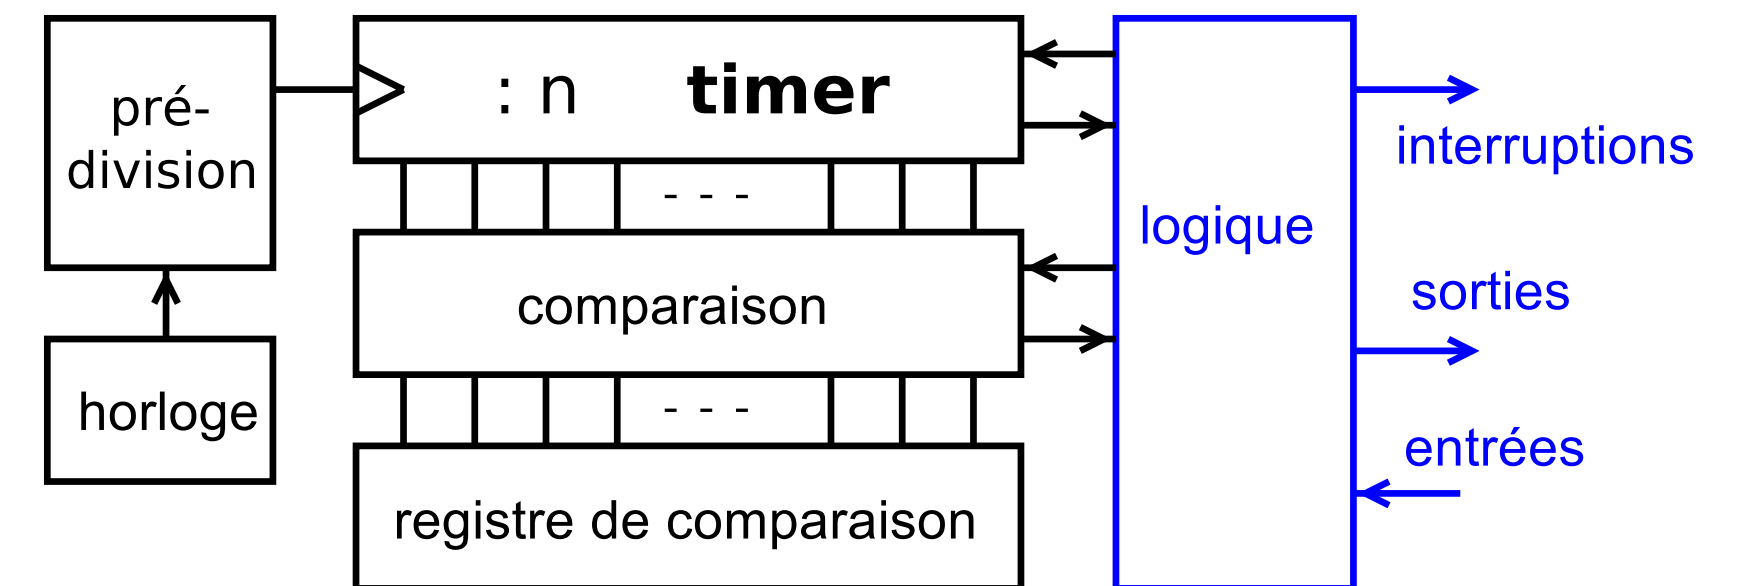 pré-
division
: n timer
interruptions
logique
- - -
sorties
comparaison
horloge
- - -
entrées
registre de comparaison